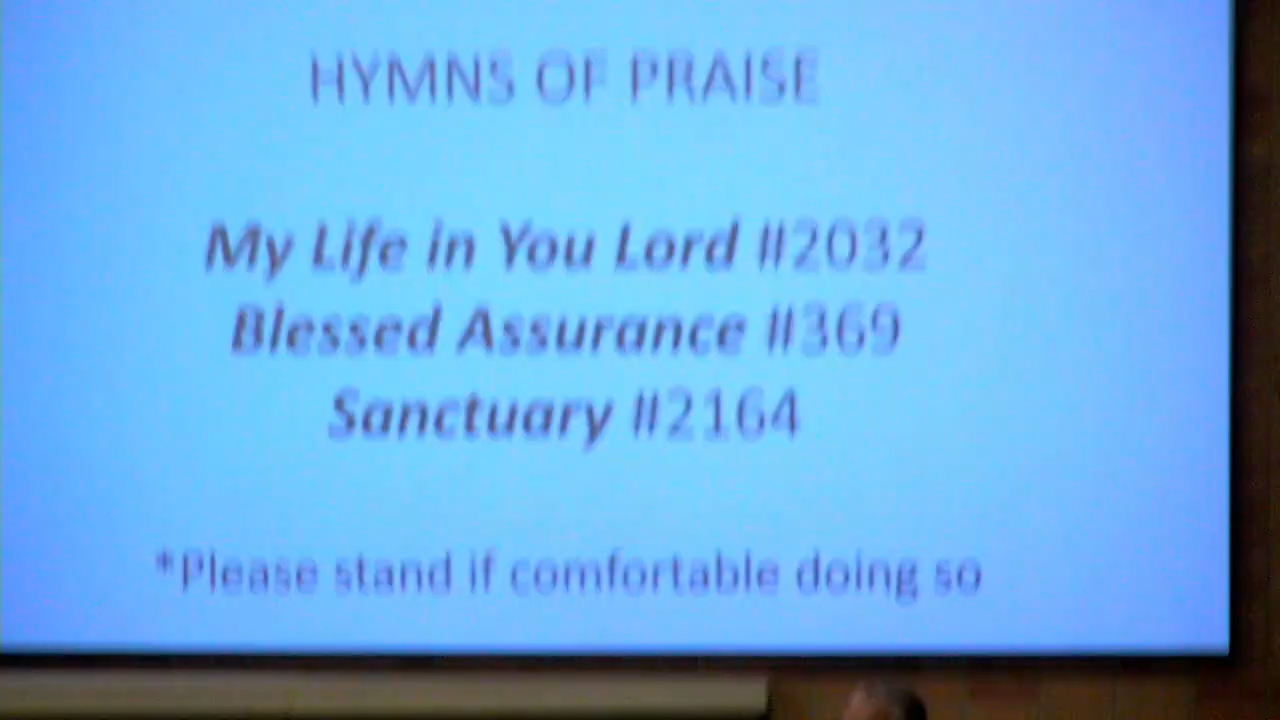 HYMNS OF PRAISE
My Life in You Lord #2032
Blessed Assurance #369
Sanctuary #2164
*Please stand if comfortable doing so